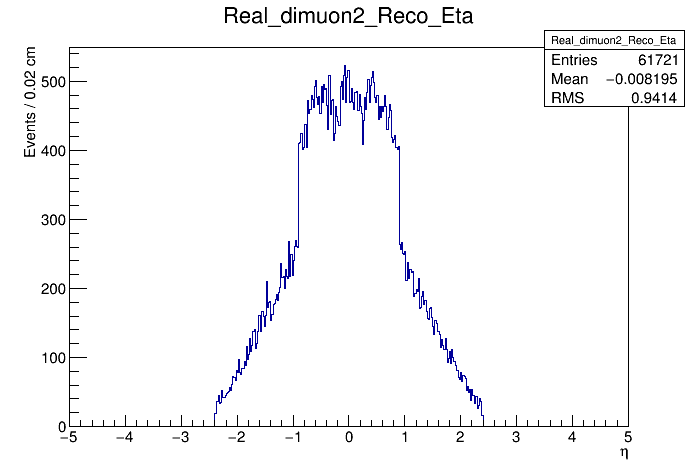 Real_dimuon2_Reco_Eta
Real_dimuon2_Reco_Eta
Entries 61721
Mean −0.008195
RMS 0.9414
Events / 0.02 cm
500
400
300
200
100
0
−5 −4 −3 −2 −1 0 1 2 3 4 5
η